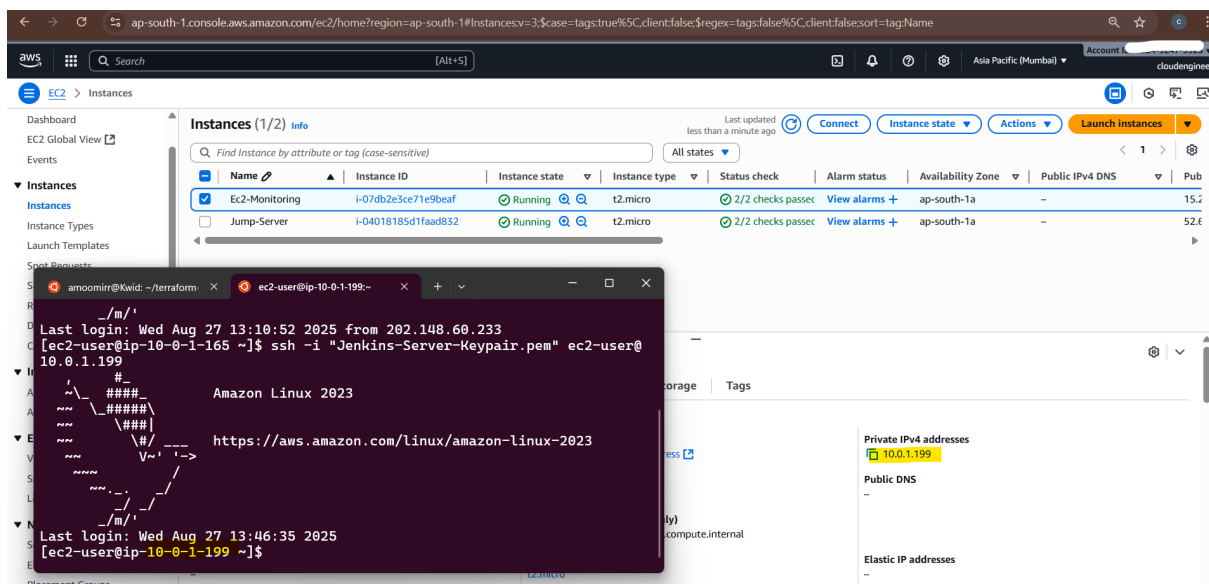 ap-south-1.console.aws.amazon.com/ec2/home?region=ap-south-1#Instances:v=3;$case=tags:true%5C,client:false;$regex=tags:false%5C,client:false;sort=tag:Name
aws Search [Alt+S] Asia Pacific (Mumbai) Account
cloudenginee
EC2 > Instances
Dashboard
EC2 Global View
Events
Instances
Instances
Instance Types
Launch Templates
Spot Requests
Instances (1/2) Info
Last updated
less than a minute ago
Connect Instance state Actions Launch instances
Find Instance by attribute or tag (case-sensitive) All states 1
Name Instance ID Instance state Instance type Status check Alarm status Availability Zone Public IPv4 DNS Pub
Ec2-Monitoring i-07db2e3ce71e9beaf Running t2.micro 2/2 checks passec View alarms + ap-south-1a – 15.2
Jump-Server i-04018185d1faad832 Running t2.micro 2/2 checks passec View alarms + ap-south-1a – 52.6
amoomirr@Kwid: ~/terraform- ec2-user@ip-10-0-1-199:~
_/m/'
Last login: Wed Aug 27 13:10:52 2025 from 202.148.60.233
[ec2-user@ip-10-0-1-165 ~]$ ssh -i "Jenkins-Server-Keypair.pem" ec2-user@
10.0.1.199
,     #_
~\_  ####_        Amazon Linux 2023
~~  \_#####\
~~     \###|
~~       \#/ ___   https://aws.amazon.com/linux/amazon-linux-2023
~~       V~' '->
~~~         /
~~._.   _/
_/ _/
_/m/'
Last login: Wed Aug 27 13:46:35 2025
[ec2-user@ip-10-0-1-199 ~]$
orage Tags
ress
Private IPv4 addresses
10.0.1.199
Public DNS
–
ly)
.compute.internal
Elastic IP addresses
–
–
t2.micro
Placement Groups